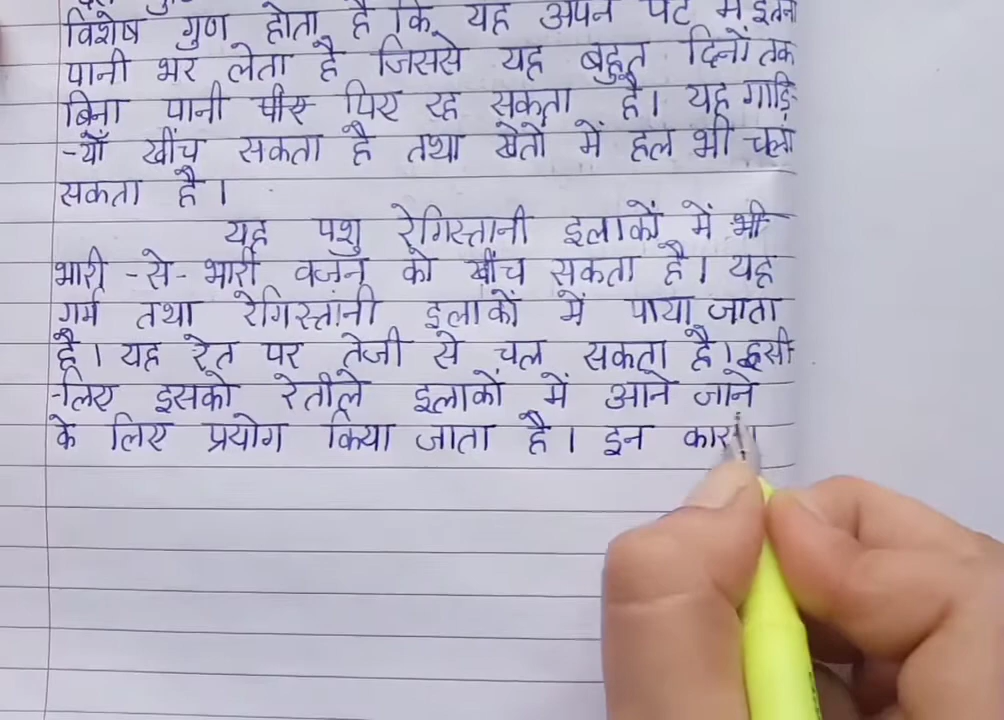 विशेष गुण होता है कि यह अपने पेट में इतना
पानी भर लेता है जिससे यह बहुत दिनों तक
बिना पानी पीए पिए रह सकता है। यह गाड़ि
-याँ खींच सकता है तथा खेतों में हल भी चला
सकता है।
यह पशु रेगिस्तानी इलाकों में भी
भारी-से-भारी वजन को खींच सकता है। यह
गर्म तथा रेगिस्तानी इलाकों में पाया जाता
है। यह रेत पर तेजी से चल सकता है। इसी
-लिए इसको रेतीले इलाकों में आने जाने
के लिए प्रयोग किया जाता है। इन